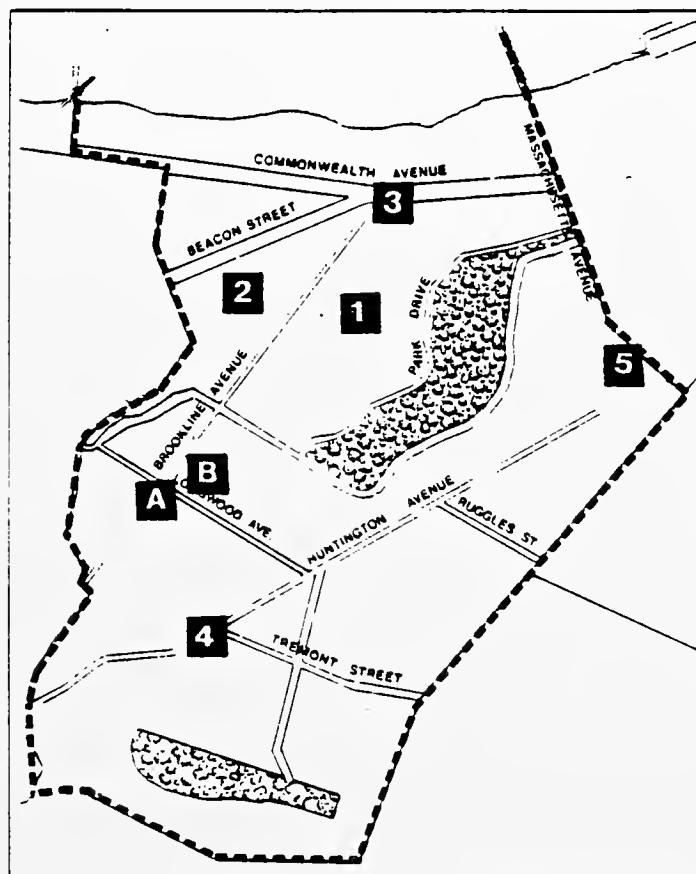 MASSACHUSETTS AVENUE
COMMONWEALTH AVENUE
3
BEACON STREET
2
1
PARK DRIVE
5
BROOKLINE AVENUE
B
A
LONGWOOD AVE.
HUNTINGTON AVENUE
RUGGLES ST
4
TREMONT STREET